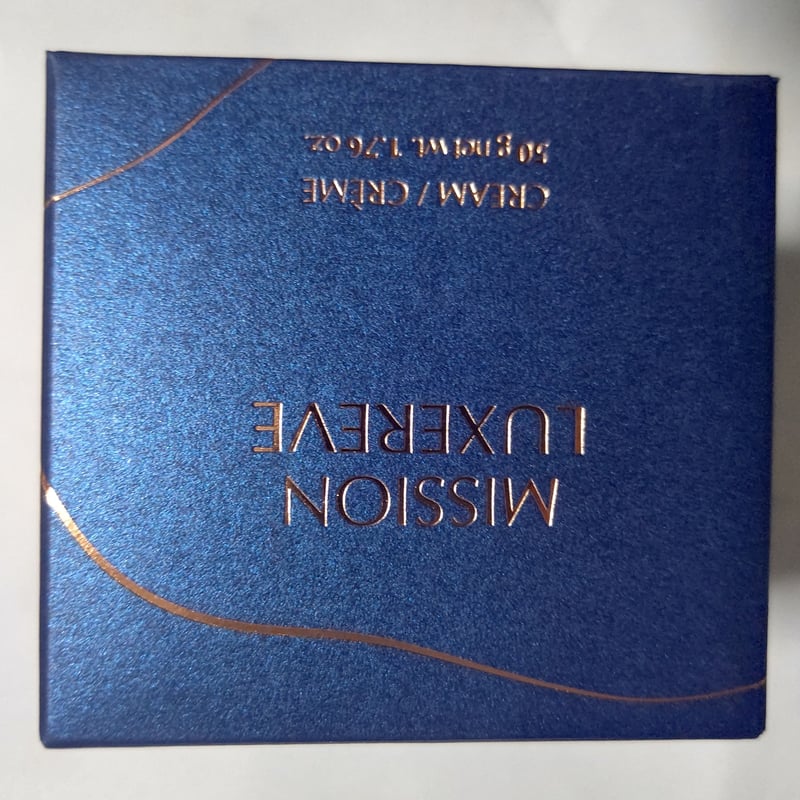 MISSION
LUXEREVE
CREAM / CRÈME
50 g net wt. 1.76 oz.